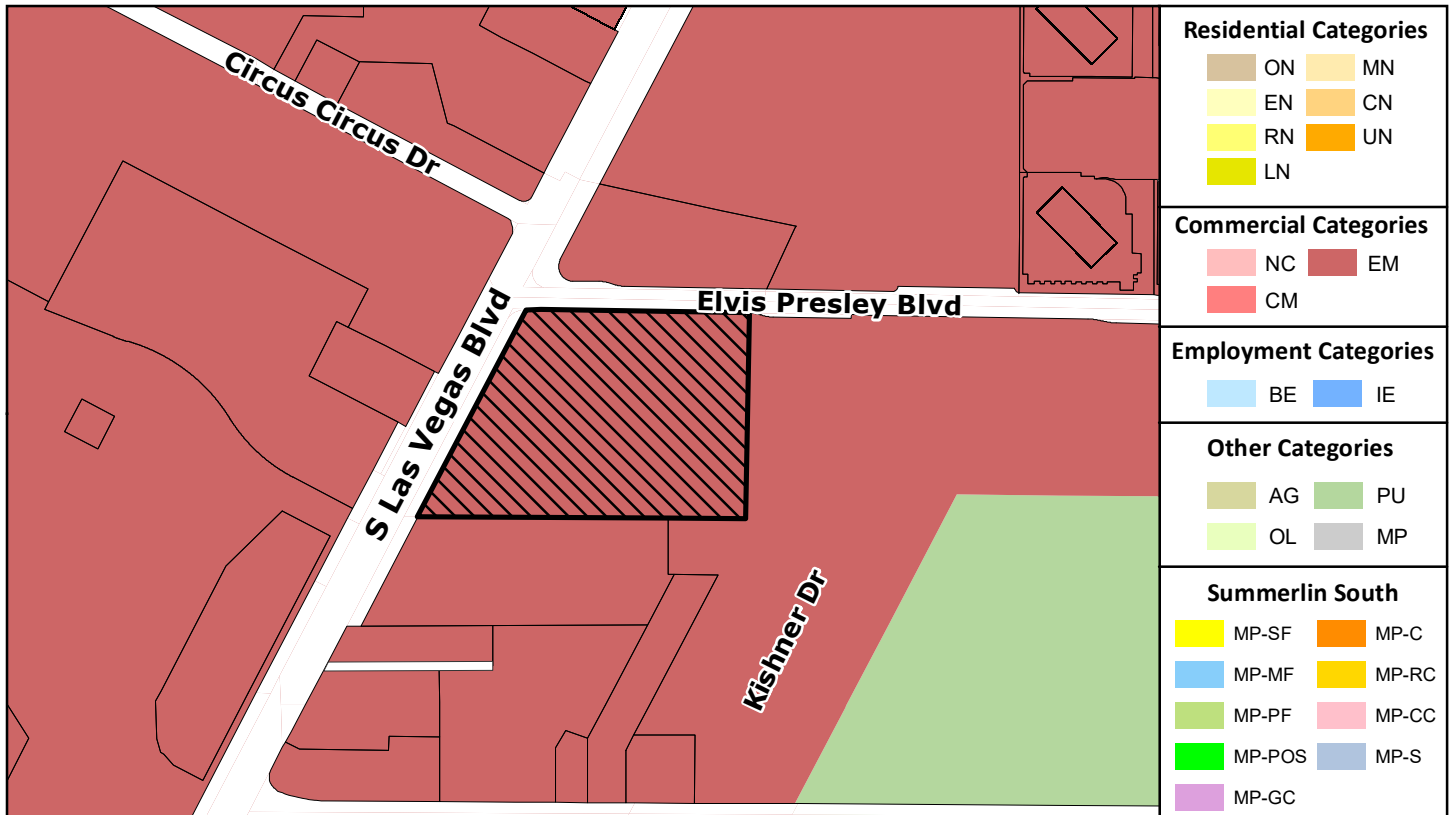 Circus Circus Dr
S Las Vegas Blvd
Elvis Presley Blvd
Kishner Dr
Residential Categories
ON MN
EN CN
RN UN
LN
Commercial Categories
NC EM
CM
Employment Categories
BE IE
Other Categories
AG PU
OL MP
Summerlin South
MP-SF MP-C
MP-MF MP-RC
MP-PF MP-CC
MP-POS MP-S
MP-GC